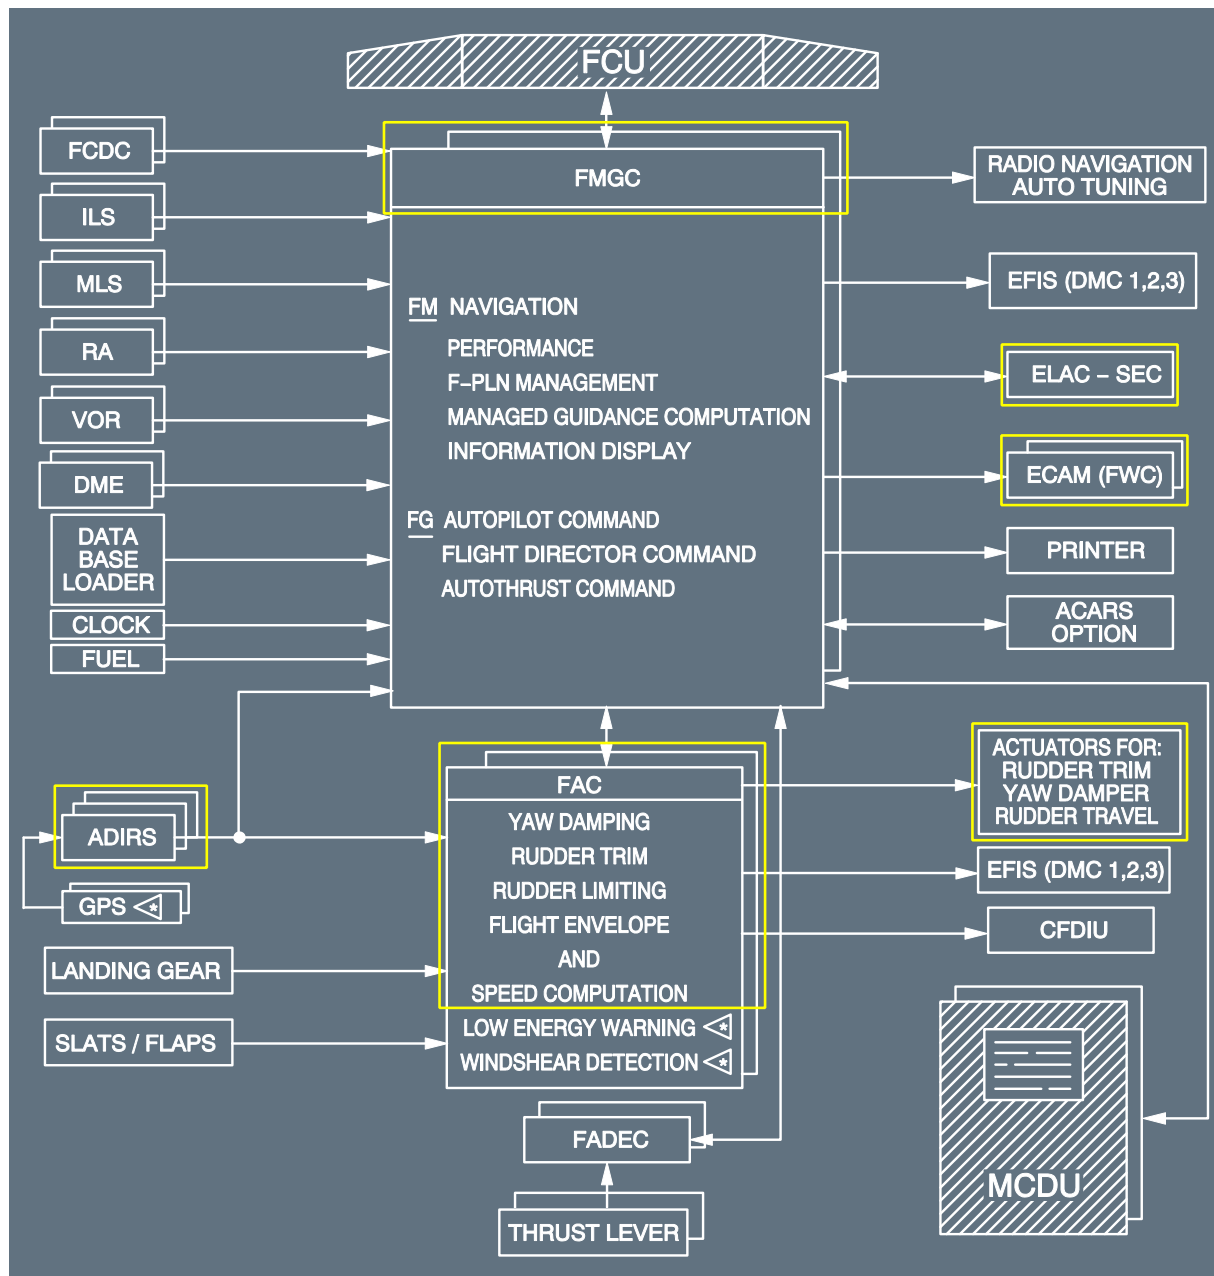 FCU
FCDC
ILS
MLS
RA
VOR
DME
DATA
BASE
LOADER
CLOCK
FUEL
FMGC
FM NAVIGATION
PERFORMANCE
F-PLN MANAGEMENT
MANAGED GUIDANCE COMPUTATION
INFORMATION DISPLAY
FG AUTOPILOT COMMAND
FLIGHT DIRECTOR COMMAND
AUTOTHRUST COMMAND
RADIO NAVIGATION
AUTO TUNING
EFIS (DMC 1,2,3)
ELAC - SEC
ECAM (FWC)
PRINTER
ACARS
OPTION
ADIRS
GPS *
LANDING GEAR
SLATS / FLAPS
FAC
YAW DAMPING
RUDDER TRIM
RUDDER LIMITING
FLIGHT ENVELOPE
AND
SPEED COMPUTATION
LOW ENERGY WARNING *
WINDSHEAR DETECTION *
ACTUATORS FOR:
RUDDER TRIM
YAW DAMPER
RUDDER TRAVEL
EFIS (DMC 1,2,3)
CFDIU
MCDU
FADEC
THRUST LEVER